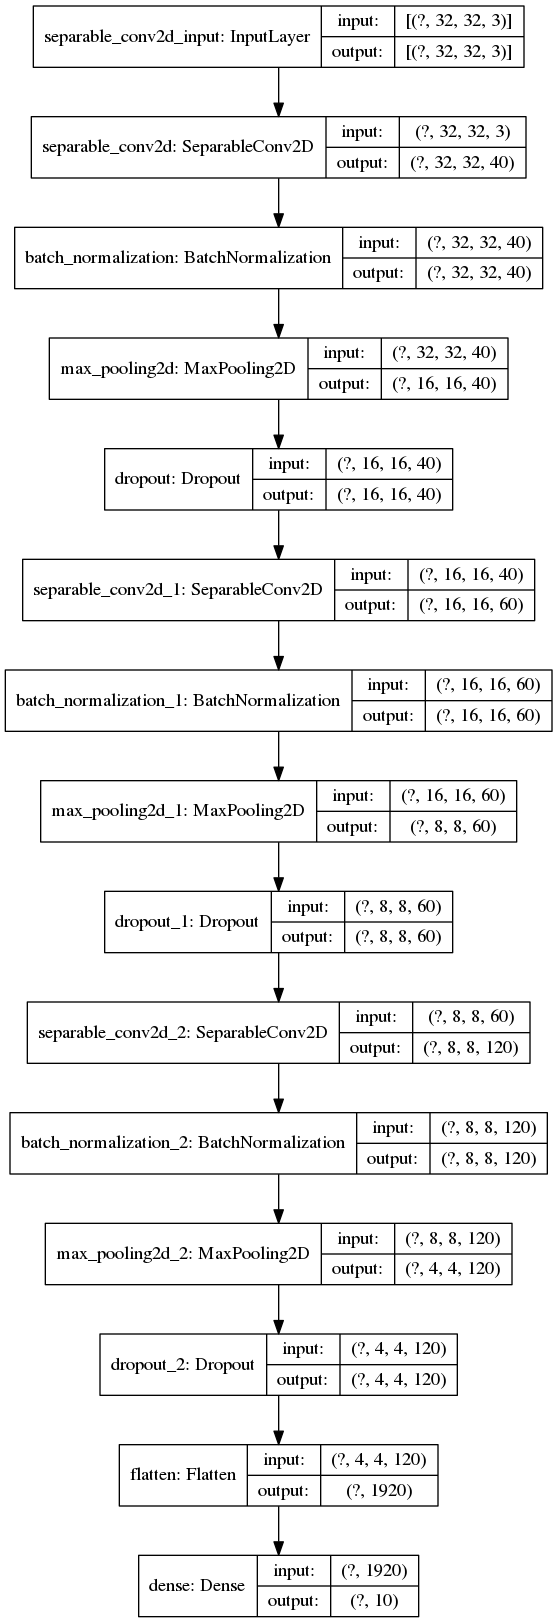 separable_conv2d_input: InputLayer
input:
[(?, 32, 32, 3)]
output:
[(?, 32, 32, 3)]
separable_conv2d: SeparableConv2D
input:
(?, 32, 32, 3)
output:
(?, 32, 32, 40)
batch_normalization: BatchNormalization
input:
(?, 32, 32, 40)
output:
(?, 32, 32, 40)
max_pooling2d: MaxPooling2D
input:
(?, 32, 32, 40)
output:
(?, 16, 16, 40)
dropout: Dropout
input:
(?, 16, 16, 40)
output:
(?, 16, 16, 40)
separable_conv2d_1: SeparableConv2D
input:
(?, 16, 16, 40)
output:
(?, 16, 16, 60)
batch_normalization_1: BatchNormalization
input:
(?, 16, 16, 60)
output:
(?, 16, 16, 60)
max_pooling2d_1: MaxPooling2D
input:
(?, 16, 16, 60)
output:
(?, 8, 8, 60)
dropout_1: Dropout
input:
(?, 8, 8, 60)
output:
(?, 8, 8, 60)
separable_conv2d_2: SeparableConv2D
input:
(?, 8, 8, 60)
output:
(?, 8, 8, 120)
batch_normalization_2: BatchNormalization
input:
(?, 8, 8, 120)
output:
(?, 8, 8, 120)
max_pooling2d_2: MaxPooling2D
input:
(?, 8, 8, 120)
output:
(?, 4, 4, 120)
dropout_2: Dropout
input:
(?, 4, 4, 120)
output:
(?, 4, 4, 120)
flatten: Flatten
input:
(?, 4, 4, 120)
output:
(?, 1920)
dense: Dense
input:
(?, 1920)
output:
(?, 10)